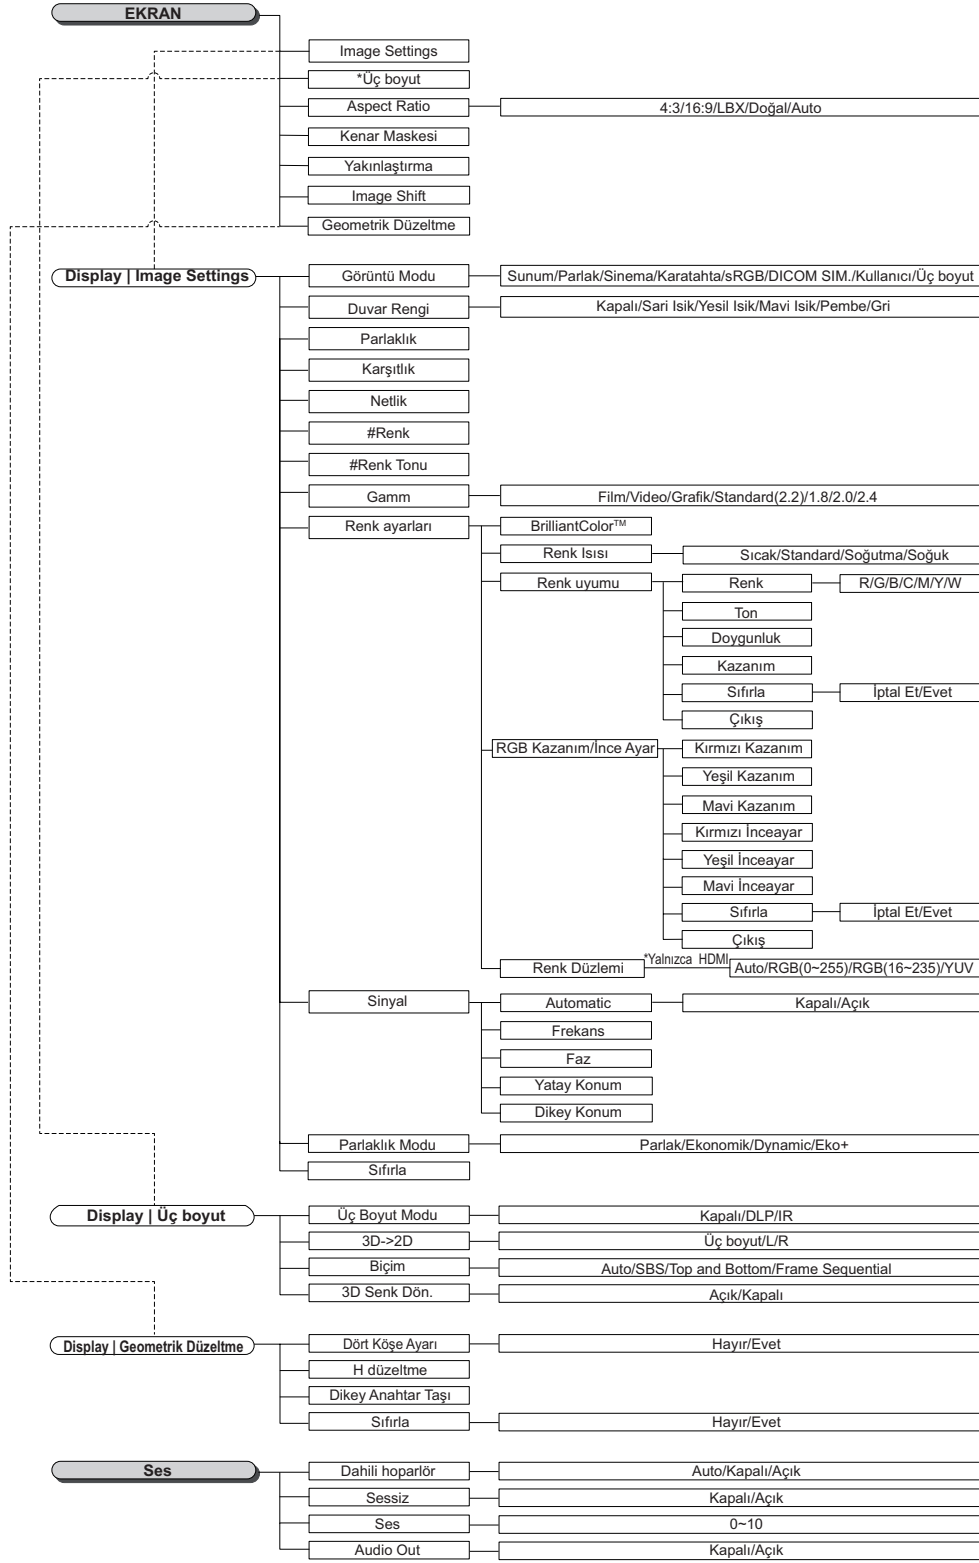 EKRAN
Image Settings
*Üç boyut
Aspect Ratio 4:3/16:9/LBX/Doğal/Auto
Kenar Maskesi
Yakınlaştırma
Image Shift
Geometrik Düzeltme
Display | Image Settings Görüntü Modu Sunum/Parlak/Sinema/Karatahta/sRGB/DICOM SIM./Kullanıcı/Üç boyut
Duvar Rengi Kapalı/Sari Isik/Yesil Isik/Mavi Isik/Pembe/Gri
Parlaklık
Karşıtlık
Netlik
#Renk
#Renk Tonu
Gamm Film/Video/Grafik/Standard(2.2)/1.8/2.0/2.4
Renk ayarları BrilliantColor™
Renk Isısı Sıcak/Standard/Soğutma/Soğuk
Renk uyumu Renk R/G/B/C/M/Y/W
Ton
Doygunluk
Kazanım
Sıfırla İptal Et/Evet
Çıkış
RGB Kazanım/İnce Ayar Kırmızı Kazanım
Yeşil Kazanım
Mavi Kazanım
Kırmızı İnceayar
Yeşil İnceayar
Mavi İnceayar
Sıfırla İptal Et/Evet
Çıkış
Renk Düzlemi *Yalnızca HDMI Auto/RGB(0~255)/RGB(16~235)/YUV
Sinyal Automatic Kapalı/Açık
Frekans
Faz
Yatay Konum
Dikey Konum
Parlaklık Modu Parlak/Ekonomik/Dynamic/Eko+
Sıfırla
Display | Üç boyut Üç Boyut Modu Kapalı/DLP/IR
3D->2D Üç boyut/L/R
Biçim Auto/SBS/Top and Bottom/Frame Sequential
3D Senk Dön. Açık/Kapalı
Display | Geometrik Düzeltme Dört Köşe Ayarı Hayır/Evet
H düzeltme
Dikey Anahtar Taşı
Sıfırla Hayır/Evet
Ses Dahili hoparlör Auto/Kapalı/Açık
Sessiz Kapalı/Açık
Ses 0~10
Audio Out Kapalı/Açık